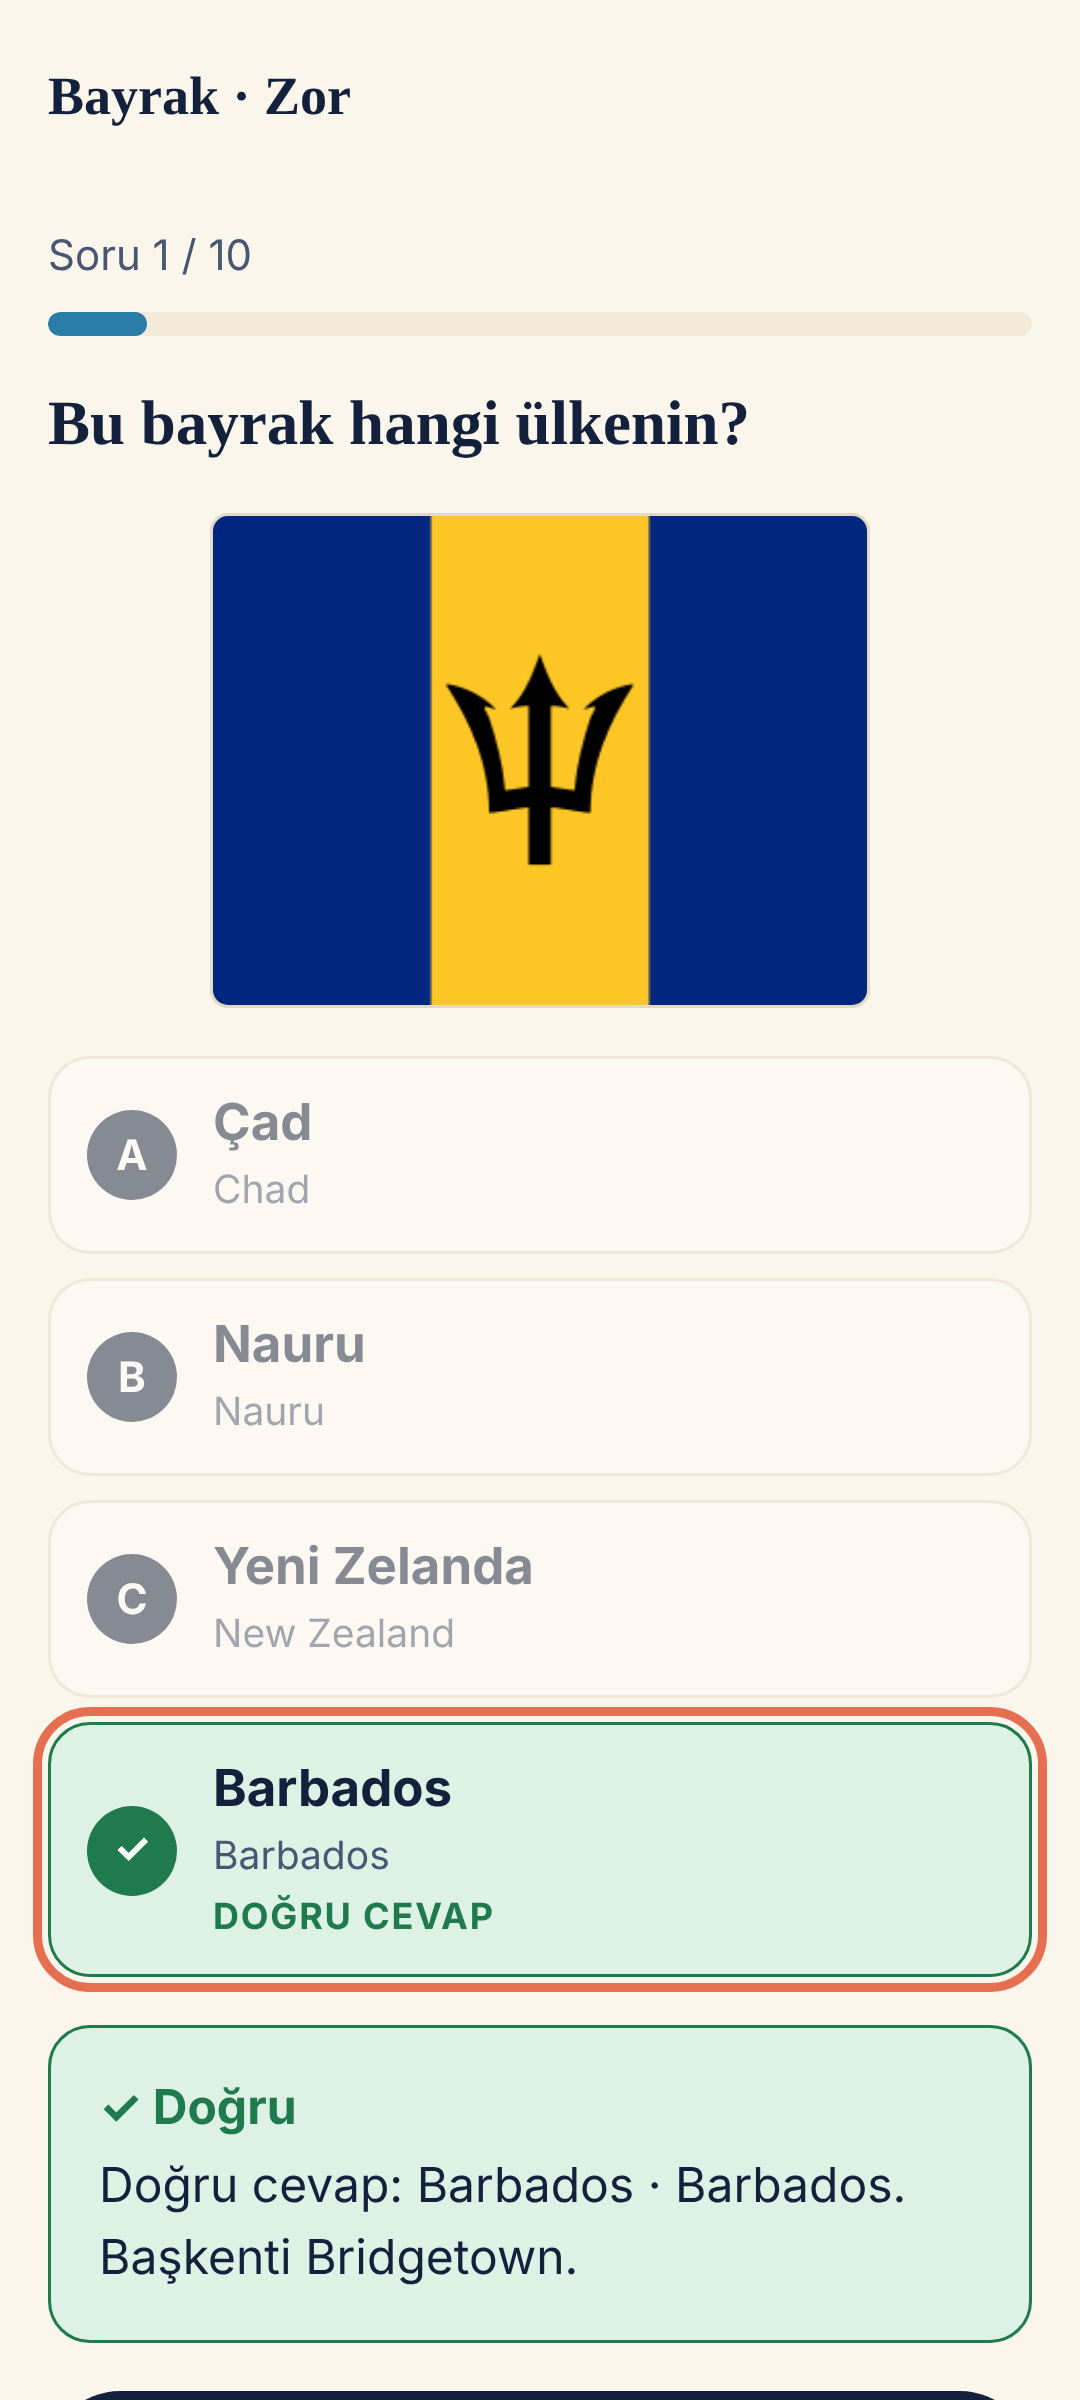 Bayrak · Zor
Soru 1 / 10
Bu bayrak hangi ülkenin?
A
Çad
Chad
B
Nauru
Nauru
C
Yeni Zelanda
New Zealand
Barbados
Barbados
DOĞRU CEVAP
✓ Doğru
Doğru cevap: Barbados · Barbados.
Başkenti Bridgetown.